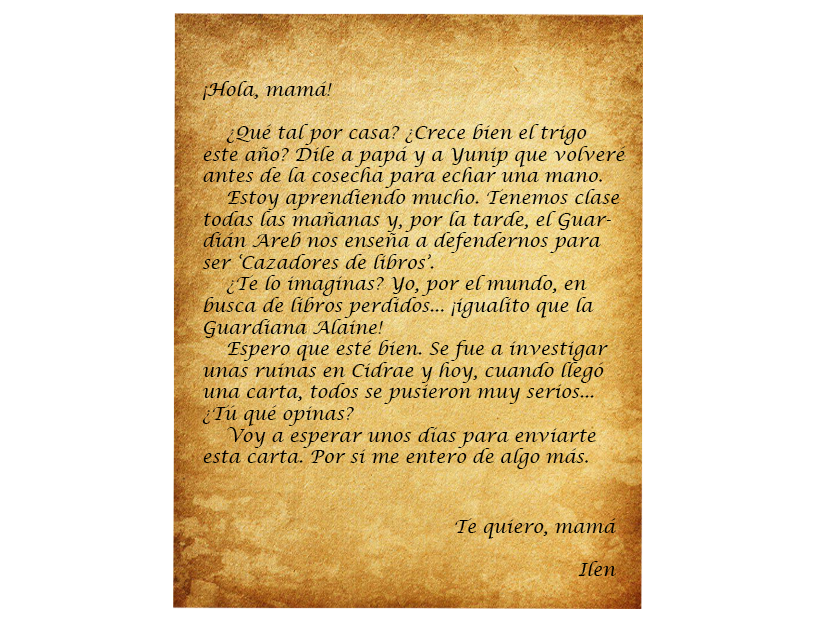 ¡Hola, mamá!
¿Qué tal por casa? ¿Crece bien el trigo
este año? Dile a papá y a Yunip que volveré
antes de la cosecha para echar una mano.
Estoy aprendiendo mucho. Tenemos clase
todas las mañanas y, por la tarde, el Guar-
dián Areb nos enseña a defendernos para
ser ‘Cazadores de libros’.
¿Te lo imaginas? Yo, por el mundo, en
busca de libros perdidos... ¡igualito que la
Guardiana Alaine!
Espero que esté bien. Se fue a investigar
unas ruinas en Cidrae y hoy, cuando llegó
una carta, todos se pusieron muy serios...
¿Tú qué opinas?
Voy a esperar unos días para enviarte
esta carta. Por si me entero de algo más.
Te quiero, mamá
Ilen